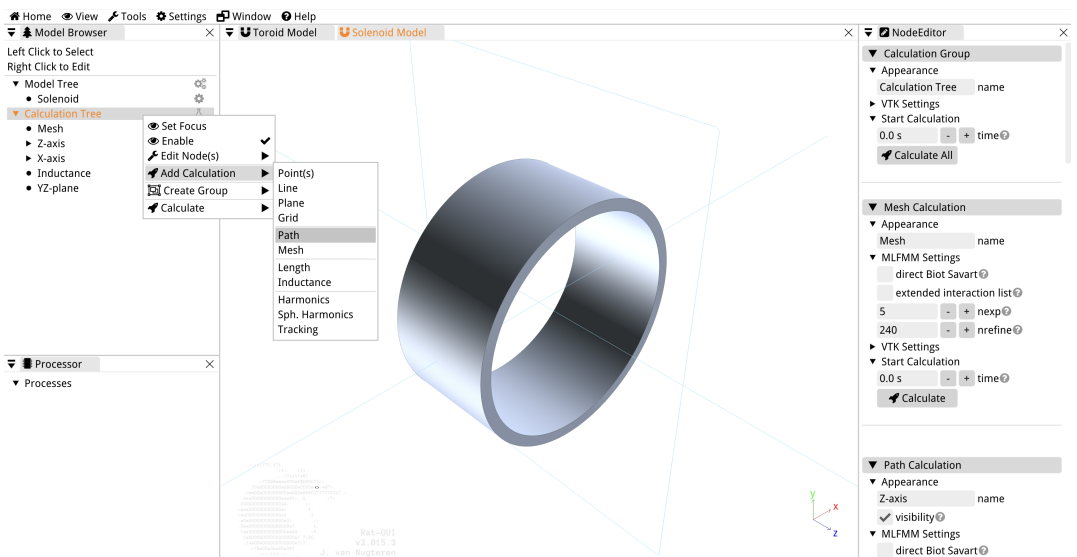 Home View Tools Settings Window Help
Model Browser
Left Click to Select
Right Click to Edit
Model Tree
Solenoid
Calculation Tree
Mesh
Z-axis
X-axis
Inductance
YZ-plane
Set Focus
Enable
Edit Node(s)
Add Calculation
Create Group
Calculate
Point(s)
Line
Plane
Grid
Path
Mesh
Length
Inductance
Harmonics
Sph. Harmonics
Tracking
Processor
Processes
Toroid Model Solenoid Model
y
x
z
Rat-GUI
v2.015.3
J. van Nugteren
NodeEditor
Calculation Group
Appearance
Calculation Tree name
VTK Settings
Start Calculation
0.0 s - + time
Calculate All
Mesh Calculation
Appearance
Mesh name
MLFMM Settings
direct Biot Savart
extended interaction list
5 - + nexp
240 - + nrefine
VTK Settings
Start Calculation
0.0 s - + time
Calculate
Path Calculation
Appearance
Z-axis name
visibility
MLFMM Settings
direct Biot Savart